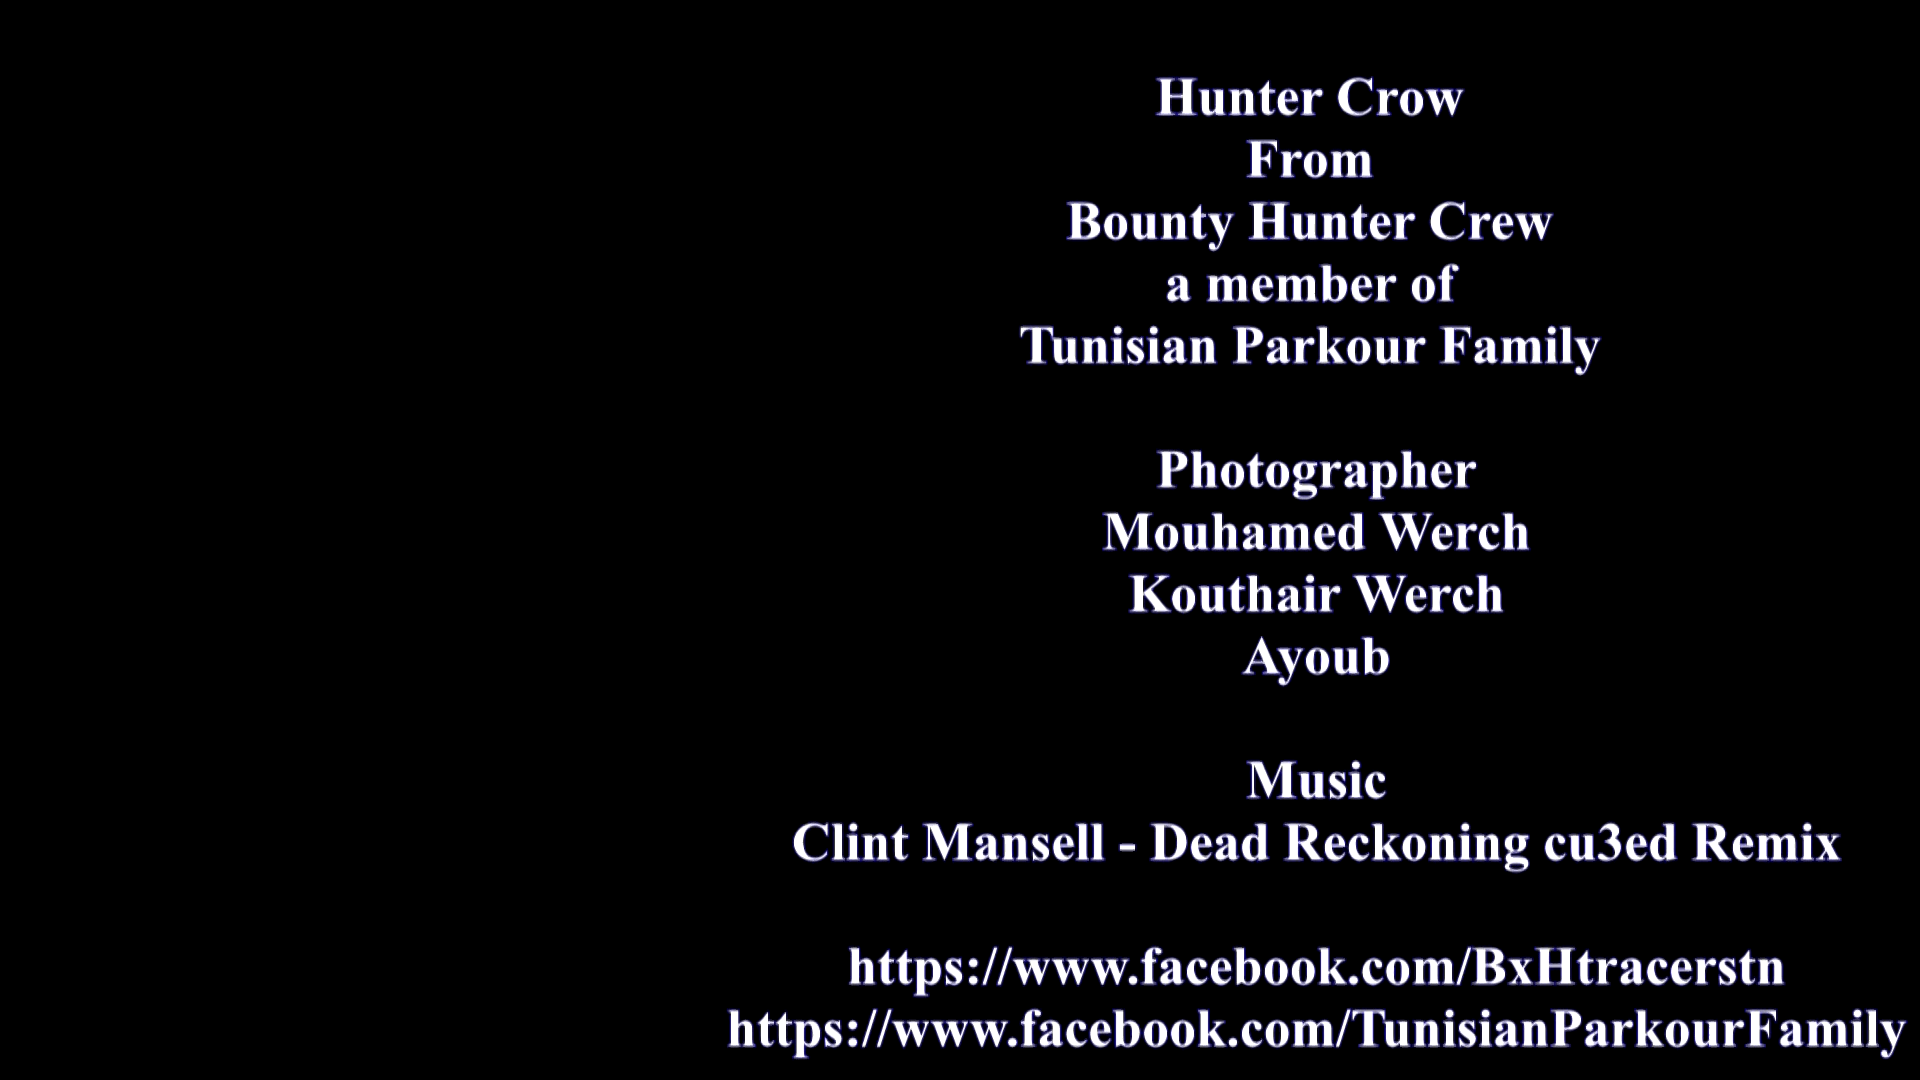 Hunter Crow
From
Bounty Hunter Crew
a member of
Tunisian Parkour Family
Photographer
Mouhamed Werch
Kouthair Werch
Ayoub
Music
Clint Mansell - Dead Reckoning cu3ed Remix
https://www.facebook.com/BxHtracerstn
https://www.facebook.com/TunisianParkourFamily